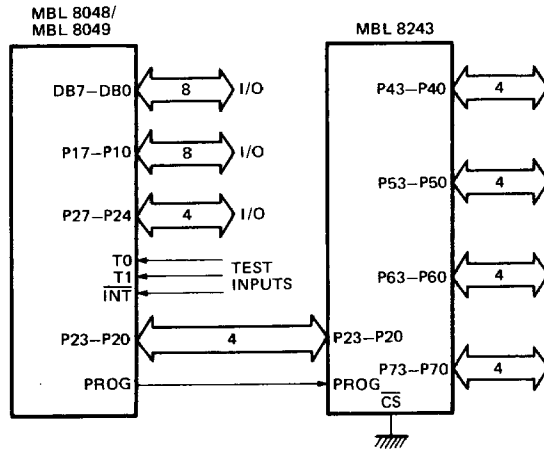 MBL 8048/
MBL 8049
DB7–DB0
8
I/O
P17–P10
8
I/O
P27–P24
4
I/O
T0
T1
INT
TEST
INPUTS
P23–P20
4
PROG
MBL 8243
P43–P40
4
P53–P50
4
P63–P60
4
P23–P20
P73–P70
4
PROG
CS